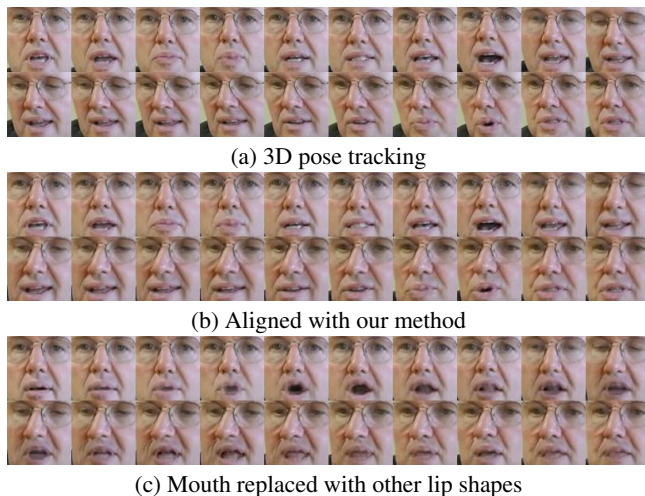 (a) 3D pose tracking
(b) Aligned with our method
(c) Mouth replaced with other lip shapes